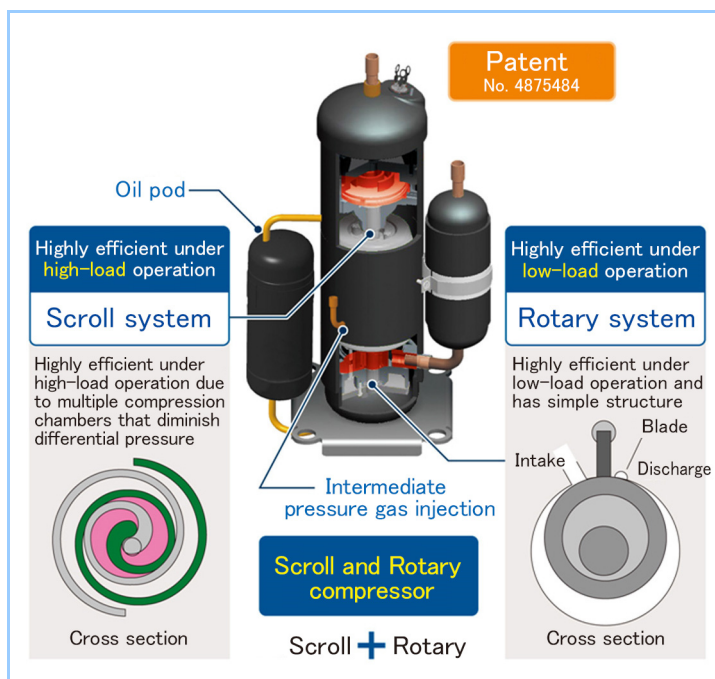 Patent
No. 4875484
Oil pod
Highly efficient under
high-load operation
Scroll system
Highly efficient under
high-load operation due
to multiple compression
chambers that diminish
differential pressure
Cross section
Highly efficient under
low-load operation
Rotary system
Highly efficient under
low-load operation and
has simple structure
Blade
Intake
Discharge
Cross section
Intermediate
pressure gas injection
Scroll and Rotary
compressor
Scroll + Rotary